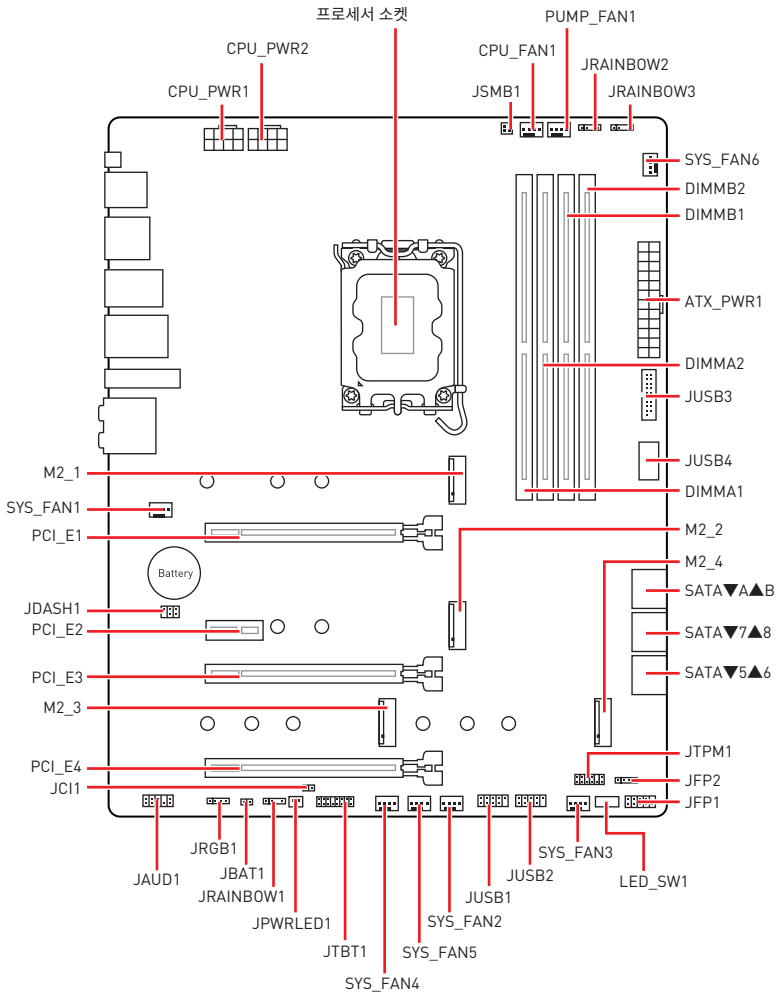 프로세서 소켓
PUMP_FAN1
CPU_PWR2
CPU_FAN1
JRAINBOW2
CPU_PWR1
JSMB1
JRAINBOW3
SYS_FAN6
DIMMB2
DIMMB1
ATX_PWR1
DIMMA2
JUSB3
JUSB4
M2_1
DIMMA1
SYS_FAN1
PCI_E1
M2_2
M2_4
Battery
SATA▼A▲B
JDASH1
PCI_E2
SATA▼7▲8
PCI_E3
SATA▼5▲6
M2_3
JTPM1
PCI_E4
JFP2
JCI1
JFP1
JRGB1
SYS_FAN3
JBAT1
JUSB2
JAUD1
LED_SW1
JRAINBOW1
JUSB1
JPWRLED1
SYS_FAN2
JTBT1
SYS_FAN5
SYS_FAN4